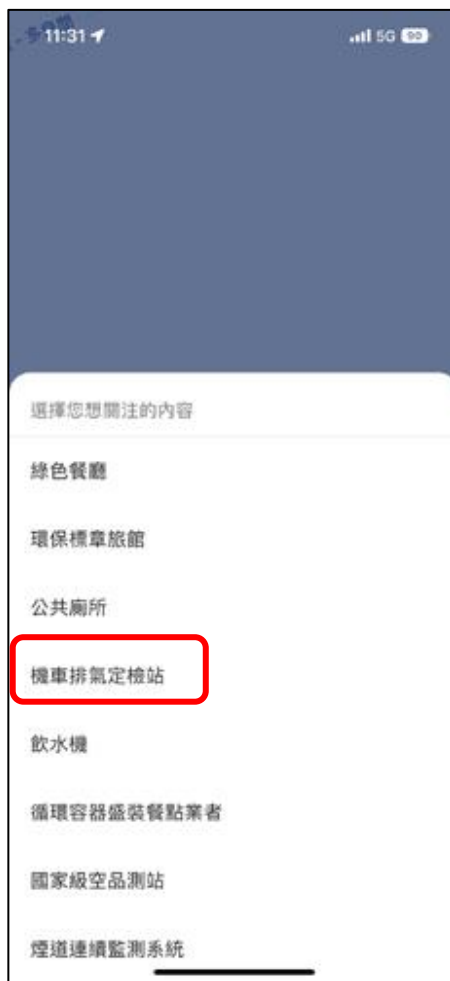 11:31
5G 99
選擇您想關注的內容
綠色餐廳
環保標章旅館
公共廁所
機車排氣定檢站
飲水機
循環容器盛裝餐點業者
國家級空品測站
煙道連續監測系統